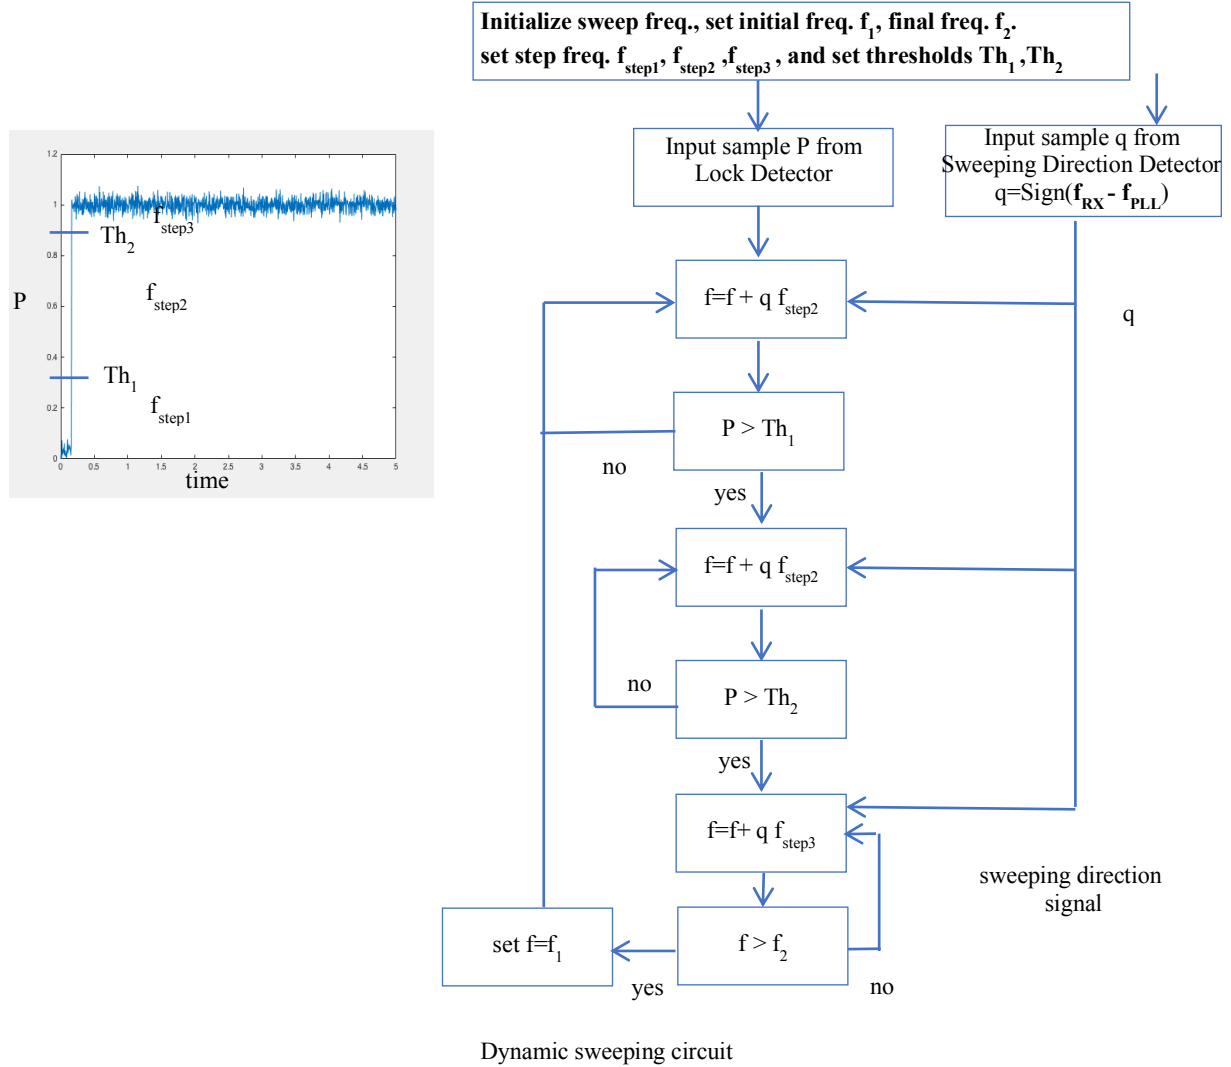 Initialize sweep freq., set initial freq. f1, final freq. f2.
set step freq. fstep1, fstep2 ,fstep3 , and set thresholds Th1 ,Th2
Input sample P from
Lock Detector
Input sample q from
Sweeping Direction Detector
q=Sign(fRX - fPLL)
1.2
1
0.8
0.6
0.4
0.2
0
P
Th2
Th1
fstep3
fstep2
fstep1
0 0.5 1 1.5 2 2.5 3 3.5 4 4.5 5
time
f=f + q fstep2
q
P > Th1
no
yes
f=f + q fstep2
P > Th2
no
yes
f=f+ q fstep3
sweeping direction
signal
f > f2
set f=f1
yes
no
Dynamic sweeping circuit